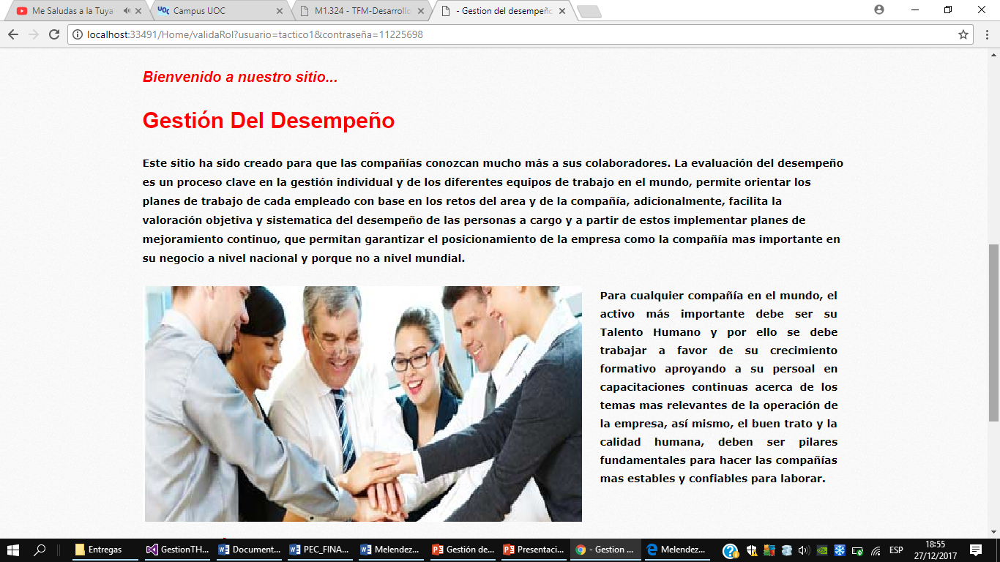 Me Saludas a la Tuya
Campus UOC
M1.324 - TFM-Desarrollo
- Gestion del desempeño
localhost:33491/Home/validaRol?usuario=tactico1&contraseña=11225698
Bienvenido a nuestro sitio...
Gestión Del Desempeño
Este sitio ha sido creado para que las compañías conozcan mucho más a sus colaboradores. La evaluación del desempeño
es un proceso clave en la gestión individual y de los diferentes equipos de trabajo en el mundo, permite orientar los
planes de trabajo de cada empleado con base en los retos del area y de la compañía, adicionalmente, facilita la
valoración objetiva y sistematica del desempeño de las personas a cargo y a partir de estos implementar planes de
mejoramiento continuo, que permitan garantizar el posicionamiento de la empresa como la compañía mas importante en
su negocio a nivel nacional y porque no a nivel mundial.
Para cualquier compañía en el mundo, el
activo más importante debe ser su
Talento Humano y por ello se debe
trabajar a favor de su crecimiento
formativo aproyando a su persoal en
capacitaciones continuas acerca de los
temas mas relevantes de la operación de
la empresa, así mismo, el buen trato y la
calidad humana, deben ser pilares
fundamentales para hacer las compañías
mas estables y confiables para laborar.
Entregas
GestionTH...
Document...
PEC_FINA...
Melendez...
Gestión de...
Presentaci...
- Gestion ...
Melendez...
ESP
18:55
27/12/2017